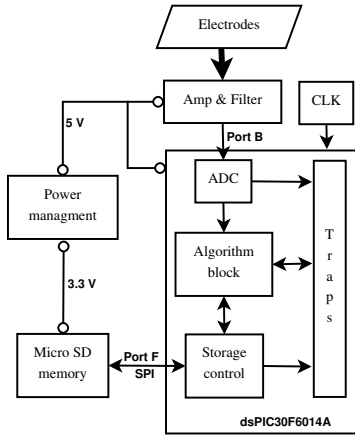 Electrodes
Amp & Filter
CLK
5 V
Port B
ADC
Power
managment
Algorithm
block
T
r
a
p
s
3.3 V
Micro SD
memory
Port F
SPI
Storage
control
dsPIC30F6014A